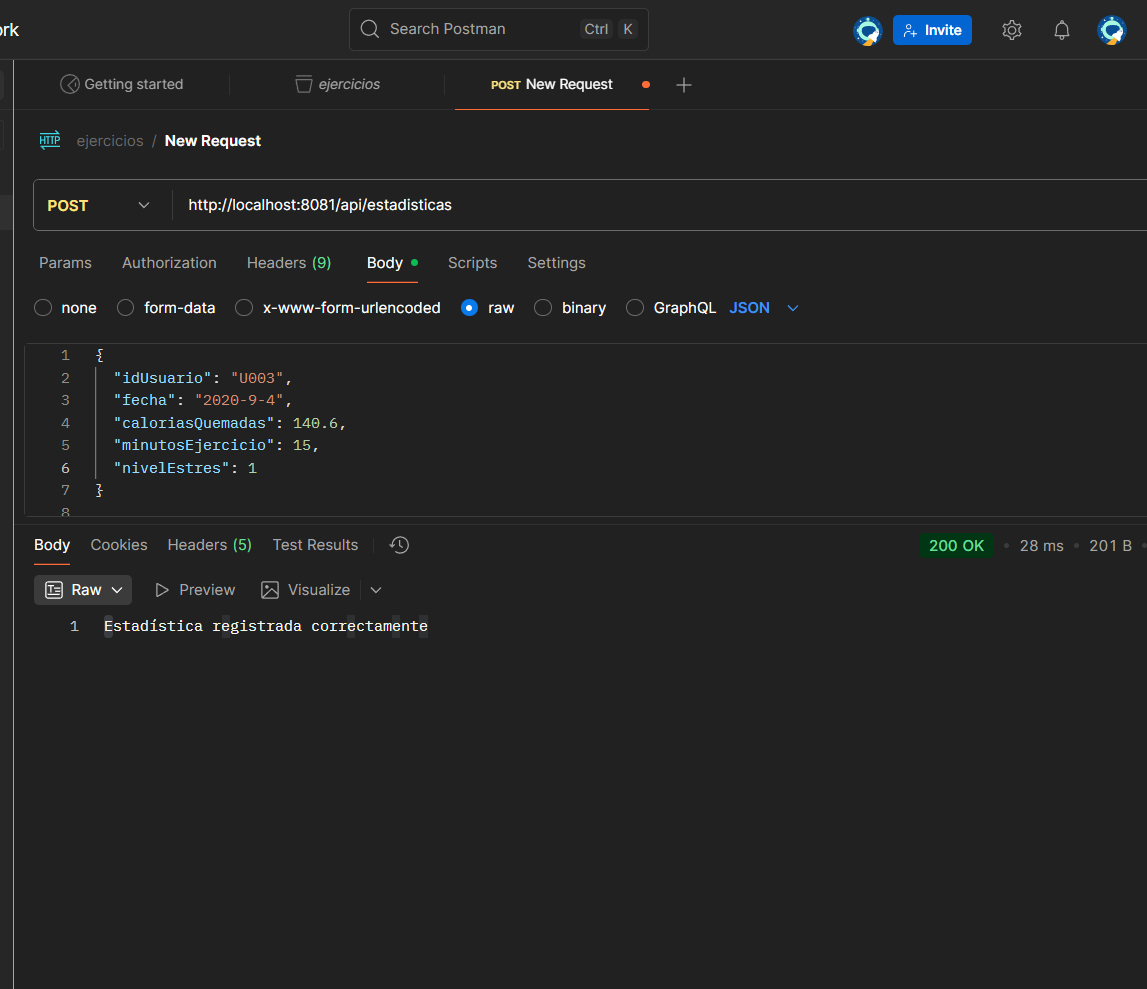 ork
Search Postman Ctrl K Invite
Getting started ejercicios POST New Request
HTTP ejercicios / New Request
POST http://localhost:8081/api/estadisticas
Params Authorization Headers (9) Body Scripts Settings
none form-data x-www-form-urlencoded raw binary GraphQL JSON
1 {
2 "idUsuario": "U003",
3 "fecha": "2020-9-4",
4 "caloriasQuemadas": 140.6,
5 "minutosEjercicio": 15,
6 "nivelEstres": 1
7 }
8
Body Cookies Headers (5) Test Results 200 OK 28 ms 201 B
Raw Preview Visualize
1 Estadística registrada correctamente